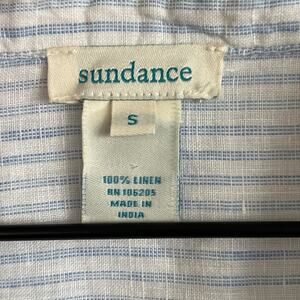 sundance
S
100% LINEN
RN 106205
MADE IN
INDIA